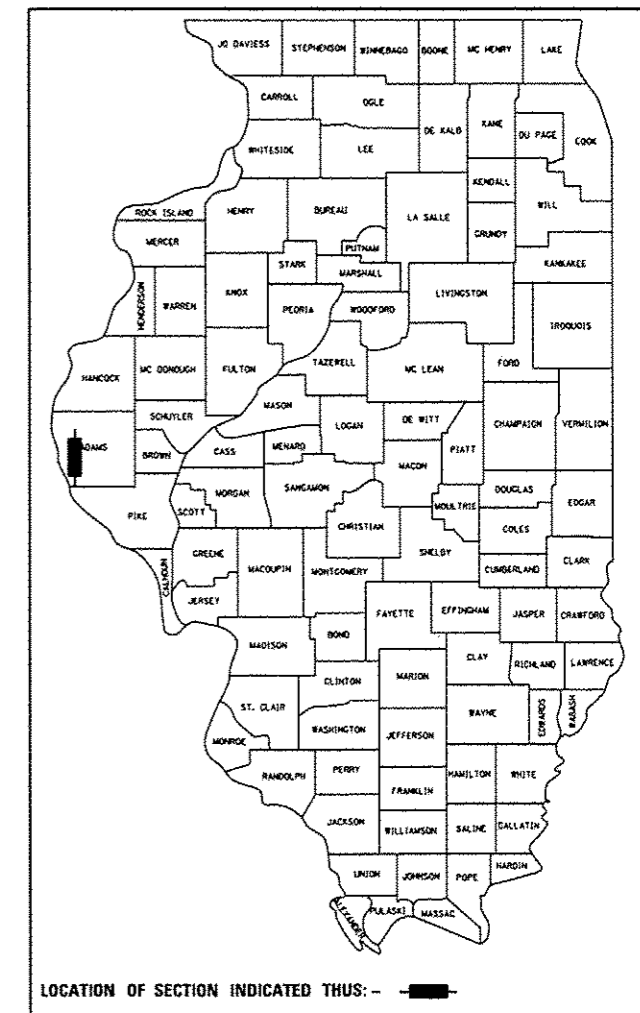 JO DAVIESS STEPHENSON WINNEBAGO BOONE MC HENRY LAKE
CARROLL OGLE DE KALB KANE DU PAGE COOK
WHITESIDE LEE
KENDALL WILL
ROCK ISLAND HENRY BUREAU LA SALLE GRUNDY
MERCER PUTNAM
STARK MARSHALL KANKAKEE
HENDERSON WARREN KNOX PEORIA WOODFORD LIVINGSTON IROQUOIS
HANCOCK MC DONOUGH FULTON TAZEWELL MC LEAN FORD
SCHUYLER MASON LOGAN DE WITT CHAMPAIGN VERMILION
ADAMS BROWN CASS MENARD MACON PIATT
PIKE SCOTT MORGAN SANGAMON MOULTRIE DOUGLAS EDGAR
CHRISTIAN COLES
GREENE MACOUPIN MONTGOMERY SHELBY CUMBERLAND CLARK
CALHOUN JERSEY
FAYETTE EFFINGHAM JASPER CRAWFORD
MADISON BOND
CLAY RICHLAND LAWRENCE
CLINTON MARION
ST. CLAIR WAYNE EDWARDS WABASH
WASHINGTON JEFFERSON
MONROE
RANDOLPH PERRY HAMILTON WHITE
FRANKLIN
JACKSON WILLIAMSON SALINE GALLATIN
UNION JOHNSON POPE HARDIN
ALEXANDER PULASKI MASSAC
LOCATION OF SECTION INDICATED THUS: -